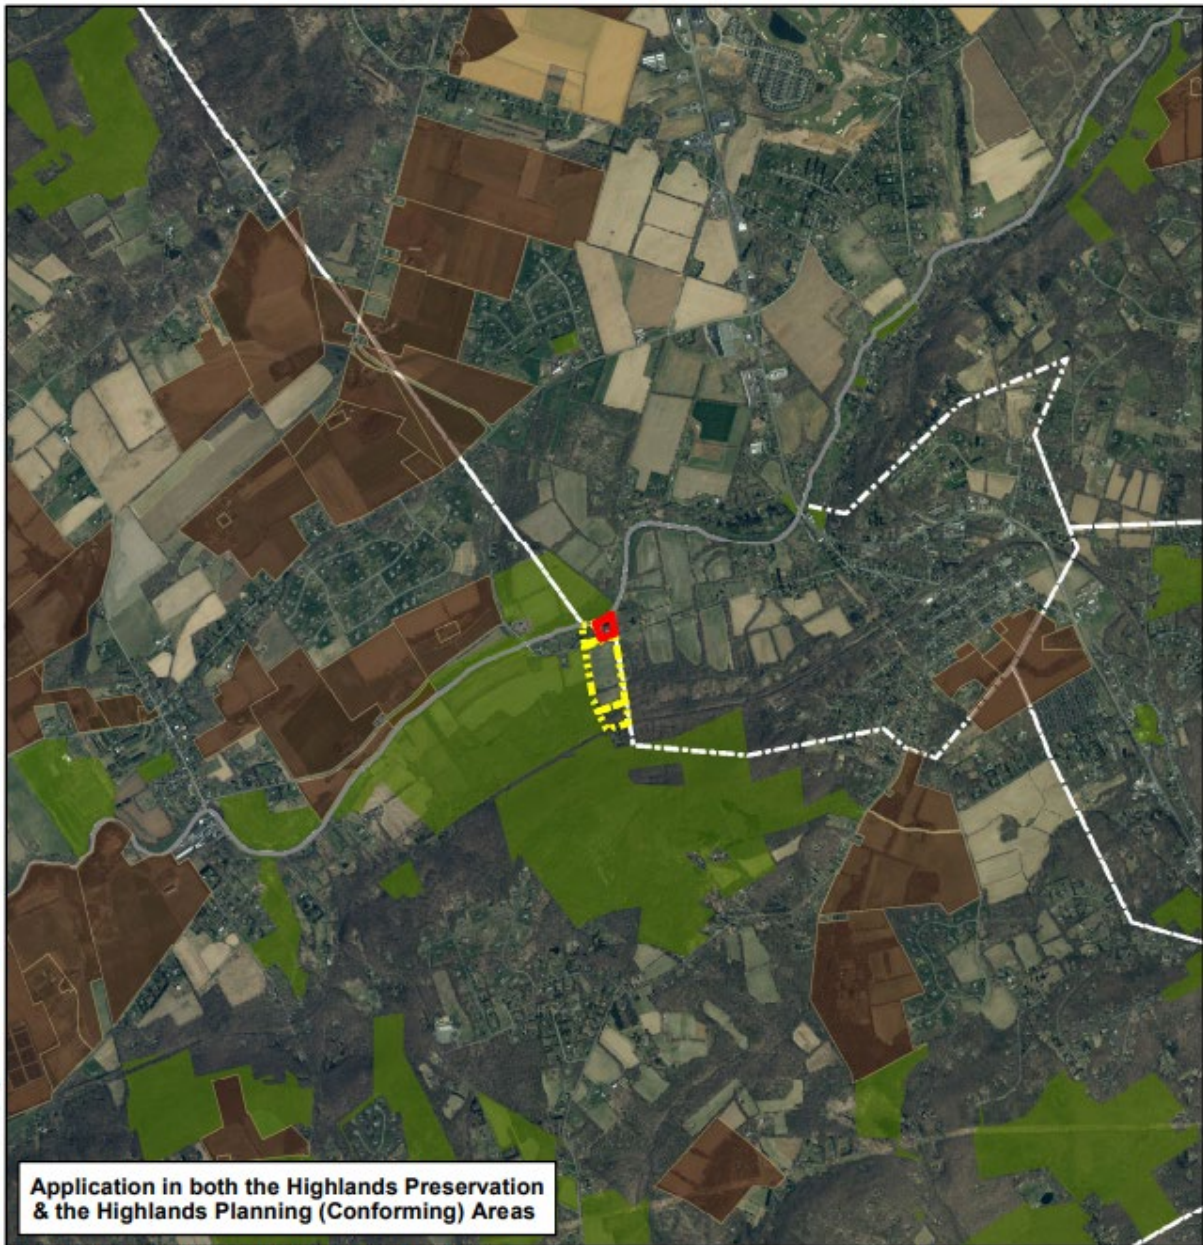 Application in both the Highlands Preservation
& the Highlands Planning (Conforming) Areas